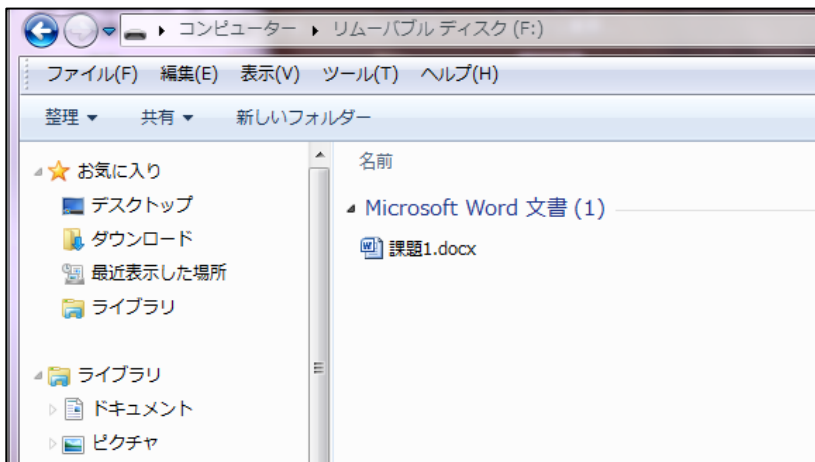 コンピューター ▸ リムーバブル ディスク (F:)
ファイル(F) 編集(E) 表示(V) ツール(T) ヘルプ(H)
整理 ▼ 共有 ▼ 新しいフォルダー
お気に入り
デスクトップ
ダウンロード
最近表示した場所
ライブラリ
ライブラリ
ドキュメント
ピクチャ
名前
Microsoft Word 文書 (1)
課題1.docx